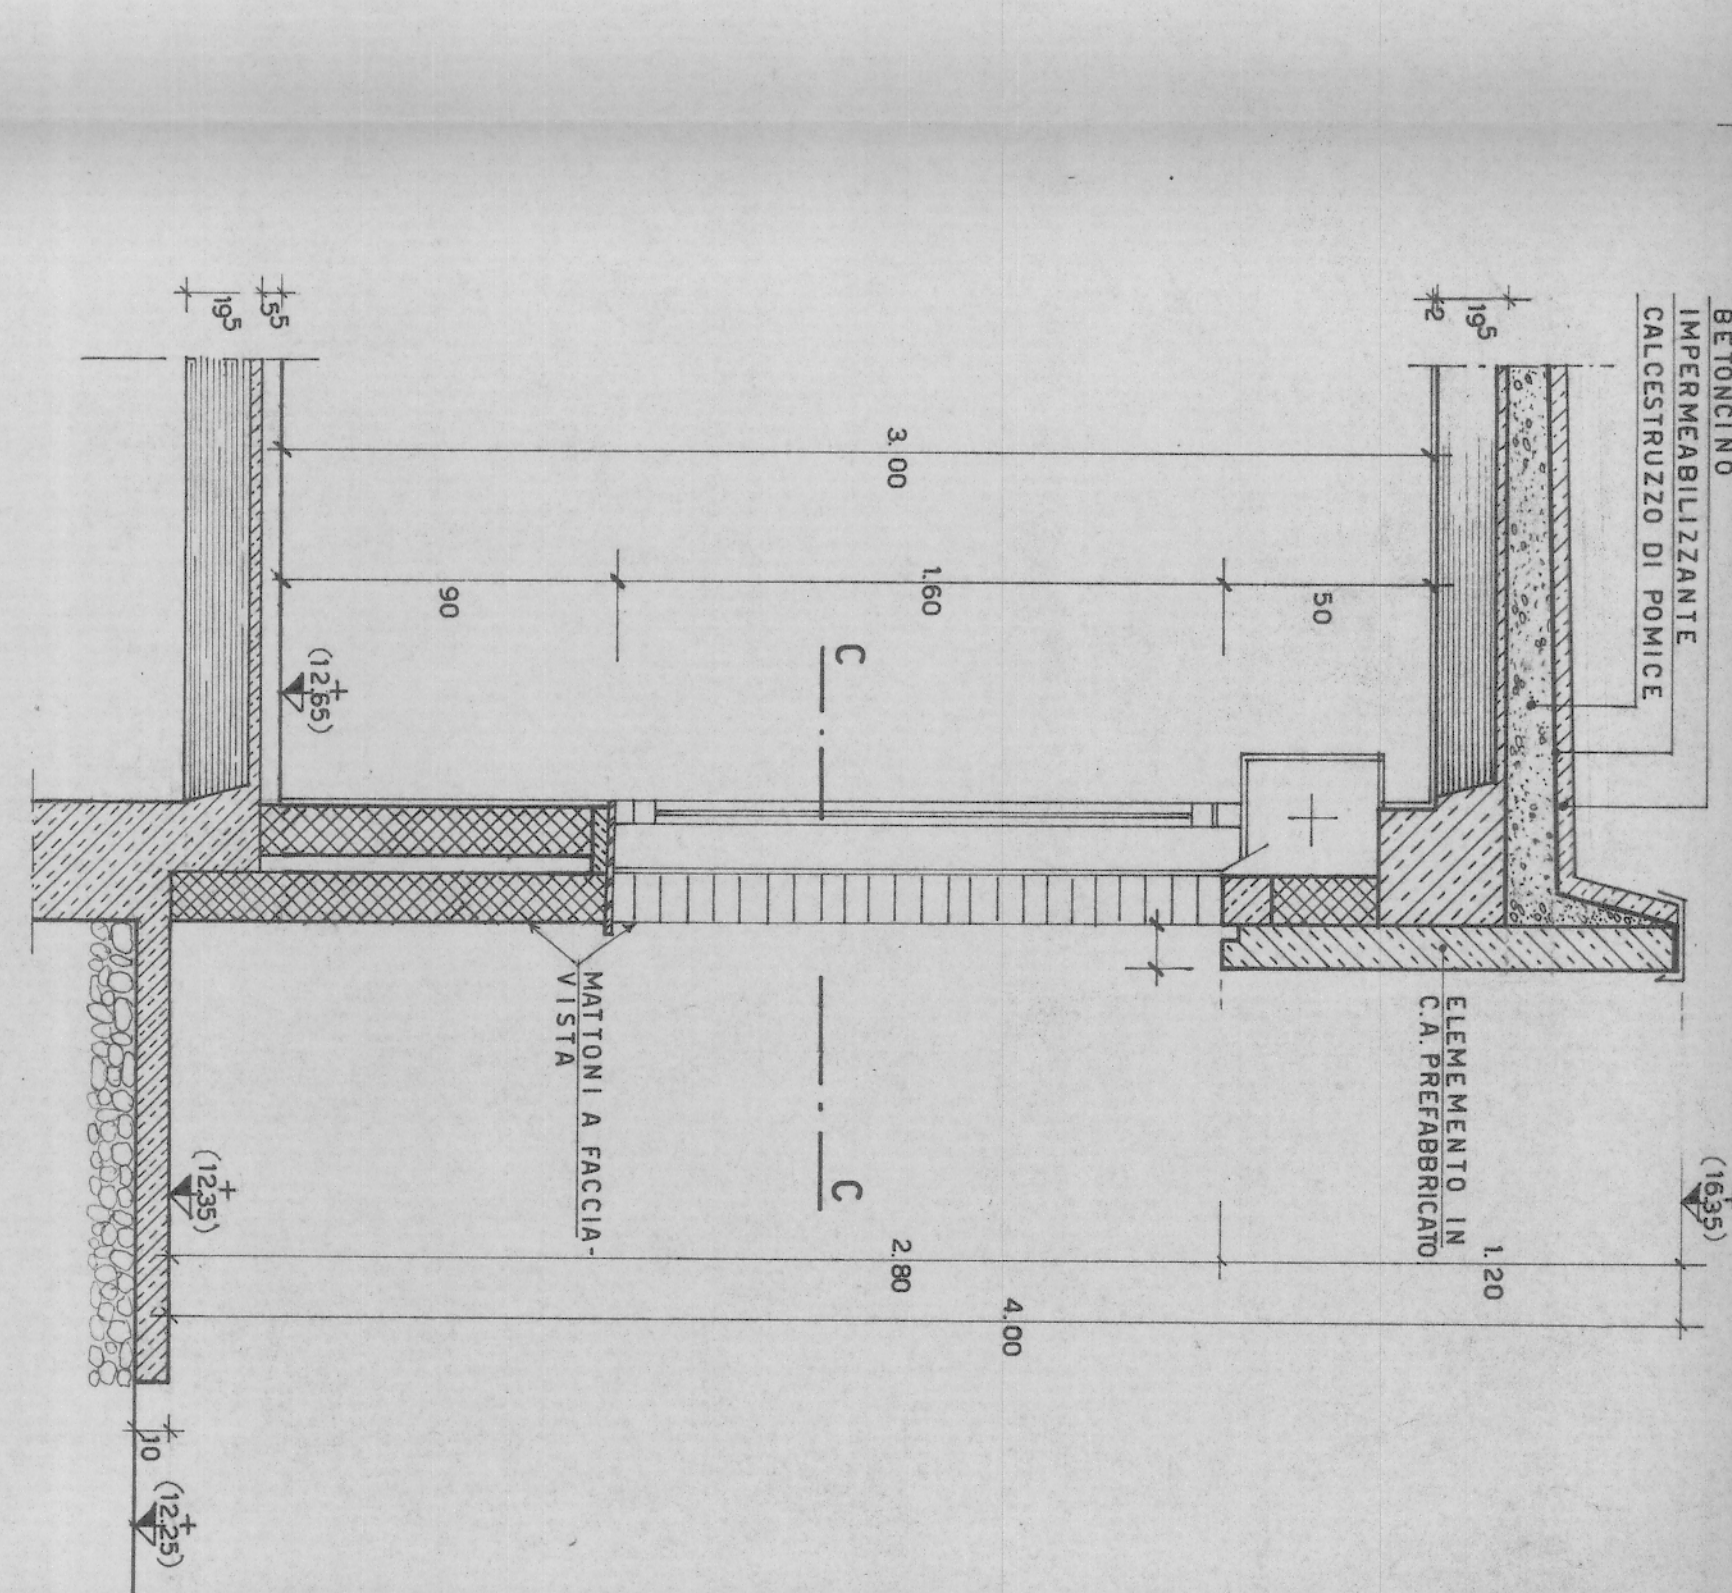 BETONCINO
IMPERMEABILIZZANTE
CALCESTRUZZO DI POMICE
(16.35)
19⁵
2
3.00
50
1.60
90
C
C
(+12.65)
5⁵
19⁵
ELEMEMENTO IN
C.A. PREFABBRICATO
MATTONI A FACCIA-
VISTA
1.20
2.80
4.00
(+12.35)
10
(+12.25)